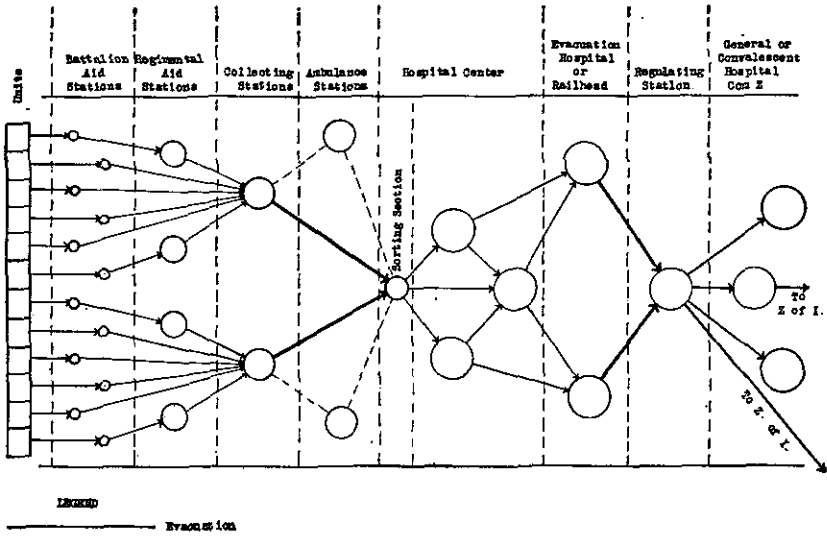 Units
Battalion
Aid
Stations
Regimental
Aid
Stations
Collecting
Stations
Ambulance
Stations
Hospital Center
Evacuation
Hospital
or
Railhead
Regulating
Station
General or
Convalescent
Hospital
Com Z
Sorting Section
To
Z of I.
To Z. of I.
LEGEND
Evacuation